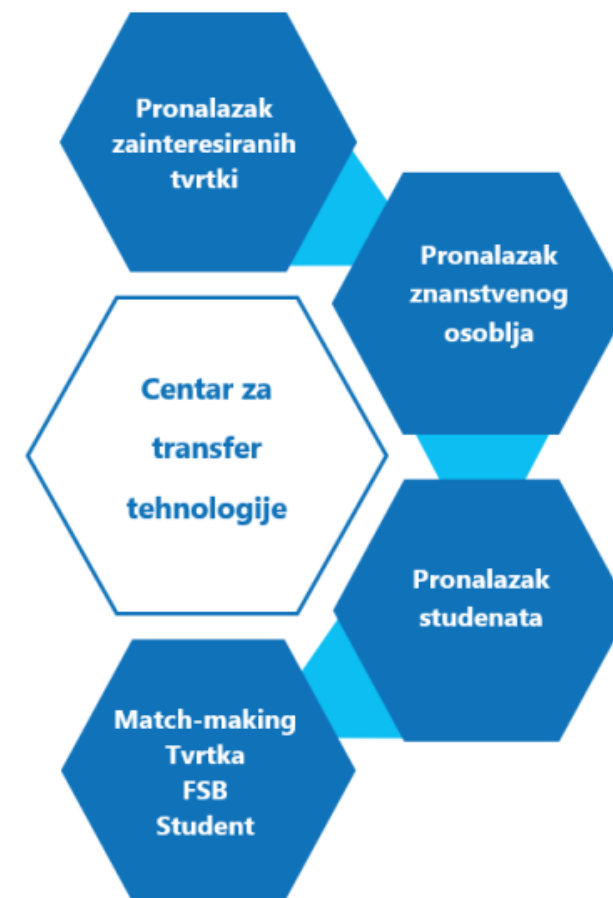 Pronalazak
zainteresiranih
tvrtki
Pronalazak
znanstvenog
osoblja
Centar za
transfer
tehnologije
Pronalazak
studenata
Match-making
Tvrtka
FSB
Student